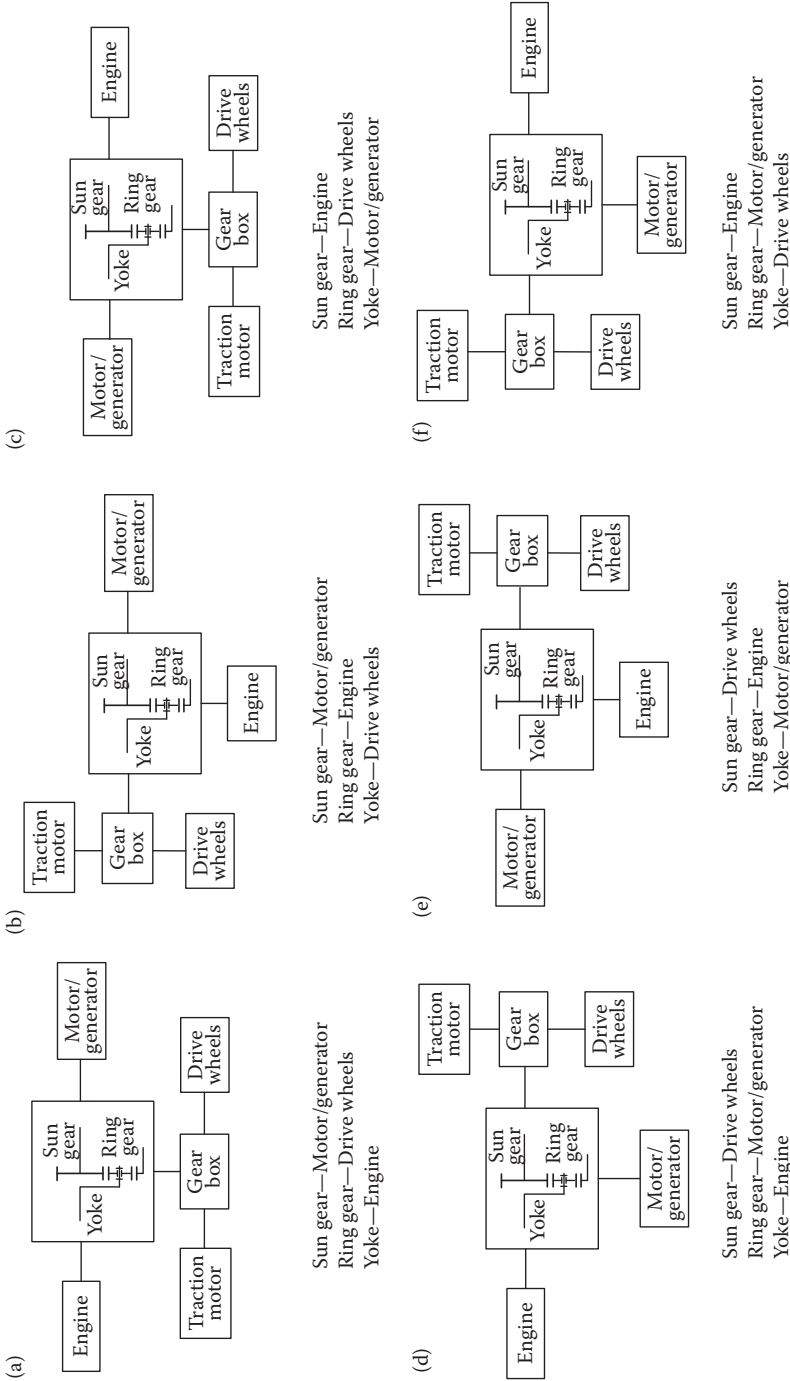 (a)
Engine
Yoke
Sun
gear
Ring
gear
Motor/
generator
Traction
motor
Gear
box
Drive
wheels
Sun gear—Motor/generator
Ring gear—Drive wheels
Yoke—Engine
(b)
Traction
motor
Gear
box
Drive
wheels
Yoke
Sun
gear
Ring
gear
Motor/
generator
Engine
Sun gear—Motor/generator
Ring gear—Engine
Yoke—Drive wheels
(c)
Motor/
generator
Yoke
Sun
gear
Ring
gear
Engine
Traction
motor
Gear
box
Drive
wheels
Sun gear—Engine
Ring gear—Drive wheels
Yoke—Motor/generator
(d)
Engine
Yoke
Sun
gear
Ring
gear
Motor/
generator
Traction
motor
Gear
box
Drive
wheels
Sun gear—Drive wheels
Ring gear—Motor/generator
Yoke—Engine
(e)
Motor/
generator
Yoke
Sun
gear
Ring
gear
Engine
Traction
motor
Gear
box
Drive
wheels
Sun gear—Drive wheels
Ring gear—Engine
Yoke—Motor/generator
(f)
Traction
motor
Gear
box
Drive
wheels
Yoke
Sun
gear
Ring
gear
Engine
Motor/
generator
Sun gear—Engine
Ring gear—Motor/generator
Yoke—Drive wheels